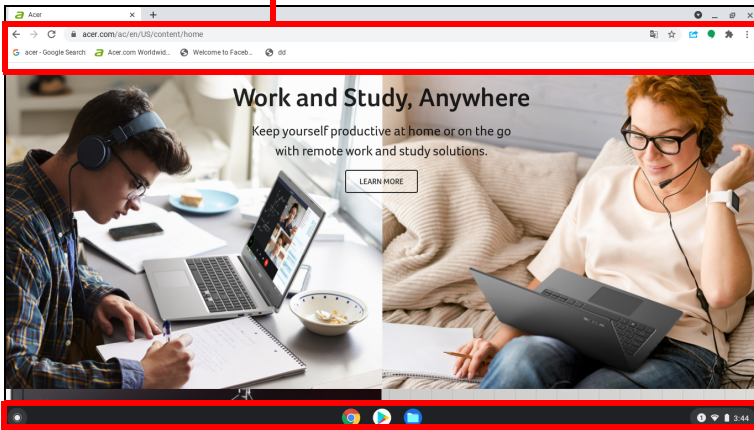 Acer
acer.com/ac/en/US/content/home
acer - Google Search Acer.com Worldwid... Welcome to Faceb... dd
Work and Study, Anywhere
Keep yourself productive at home or on the go
with remote work and study solutions.
LEARN MORE
1 3:44